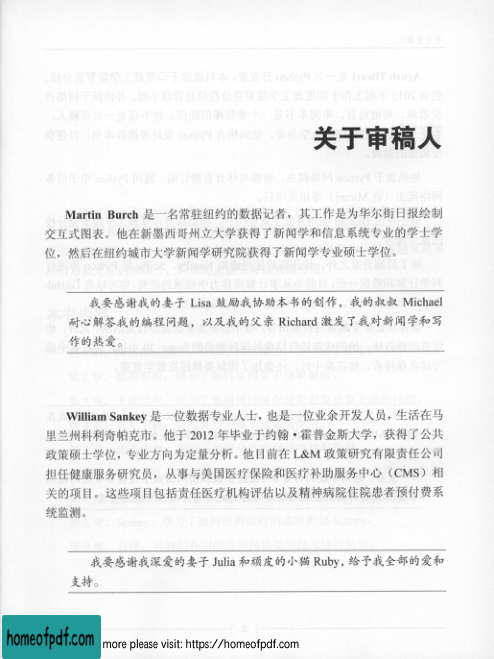 关于审稿人
Martin Burch 是一名常驻纽约的数据记者，其工作是为华尔街日报绘制
交互式图表。他在新墨西哥州立大学获得了新闻学和信息系统专业的学士学
位，然后在纽约城市大学新闻学研究院获得了新闻学专业硕士学位。
我要感谢我的妻子 Lisa 鼓励我协助本书的创作，我的叔叔 Michael
耐心解答我的编程问题，以及我的父亲 Richard 激发了我对新闻学和写
作的热爱。
William Sankey 是一位数据专业人士，也是一位业余开发人员，生活在马
里兰州科利奇帕克市。他于 2012 年毕业于约翰·霍普金斯大学，获得了公共
政策硕士学位，专业方向为定量分析。他目前在 L&M 政策研究有限责任公司
担任健康服务研究员，从事与美国医疗保险和医疗补助服务中心（CMS）相
关的项目。这些项目包括责任医疗机构评估以及精神病院住院患者预付费系
统监测。
我要感谢我深爱的妻子 Julia 和顽皮的小猫 Ruby，给予我全部的爱和
支持。
homeofpdf.com
more please visit: https://homeofpdf.com